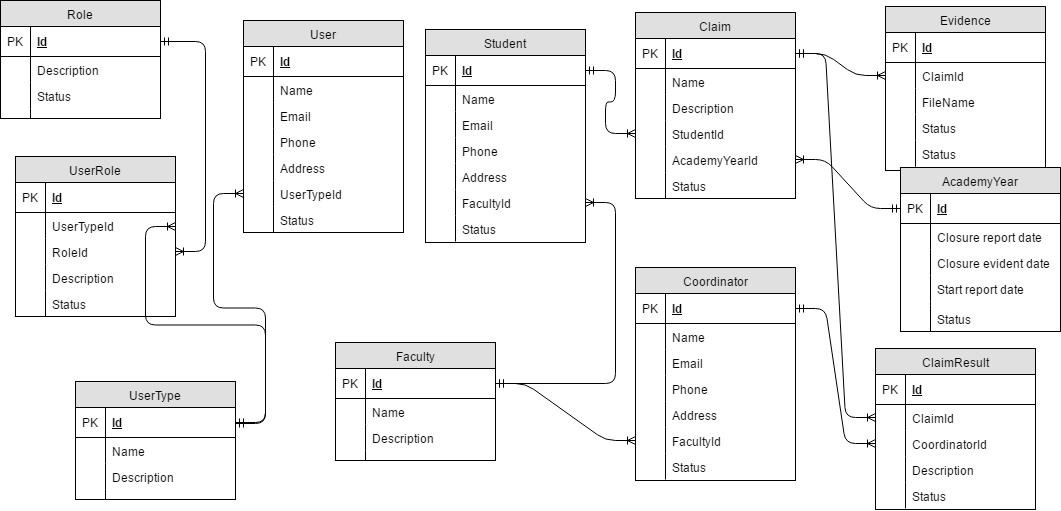 Role
PK Id
Description
Status
User
PK Id
Name
Email
Phone
Address
UserTypeId
Status
Student
PK Id
Name
Email
Phone
Address
FacultyId
Status
Claim
PK Id
Name
Description
StudentId
AcademyYearId
Status
Evidence
PK Id
ClaimId
FileName
Status
Status
UserRole
PK Id
UserTypeId
RoleId
Description
Status
AcademyYear
PK Id
Closure report date
Closure evident date
Start report date
Status
Coordinator
PK Id
Name
Email
Phone
Address
FacultyId
Status
Faculty
PK Id
Name
Description
ClaimResult
PK Id
ClaimId
CoordinatorId
Description
Status
UserType
PK Id
Name
Description